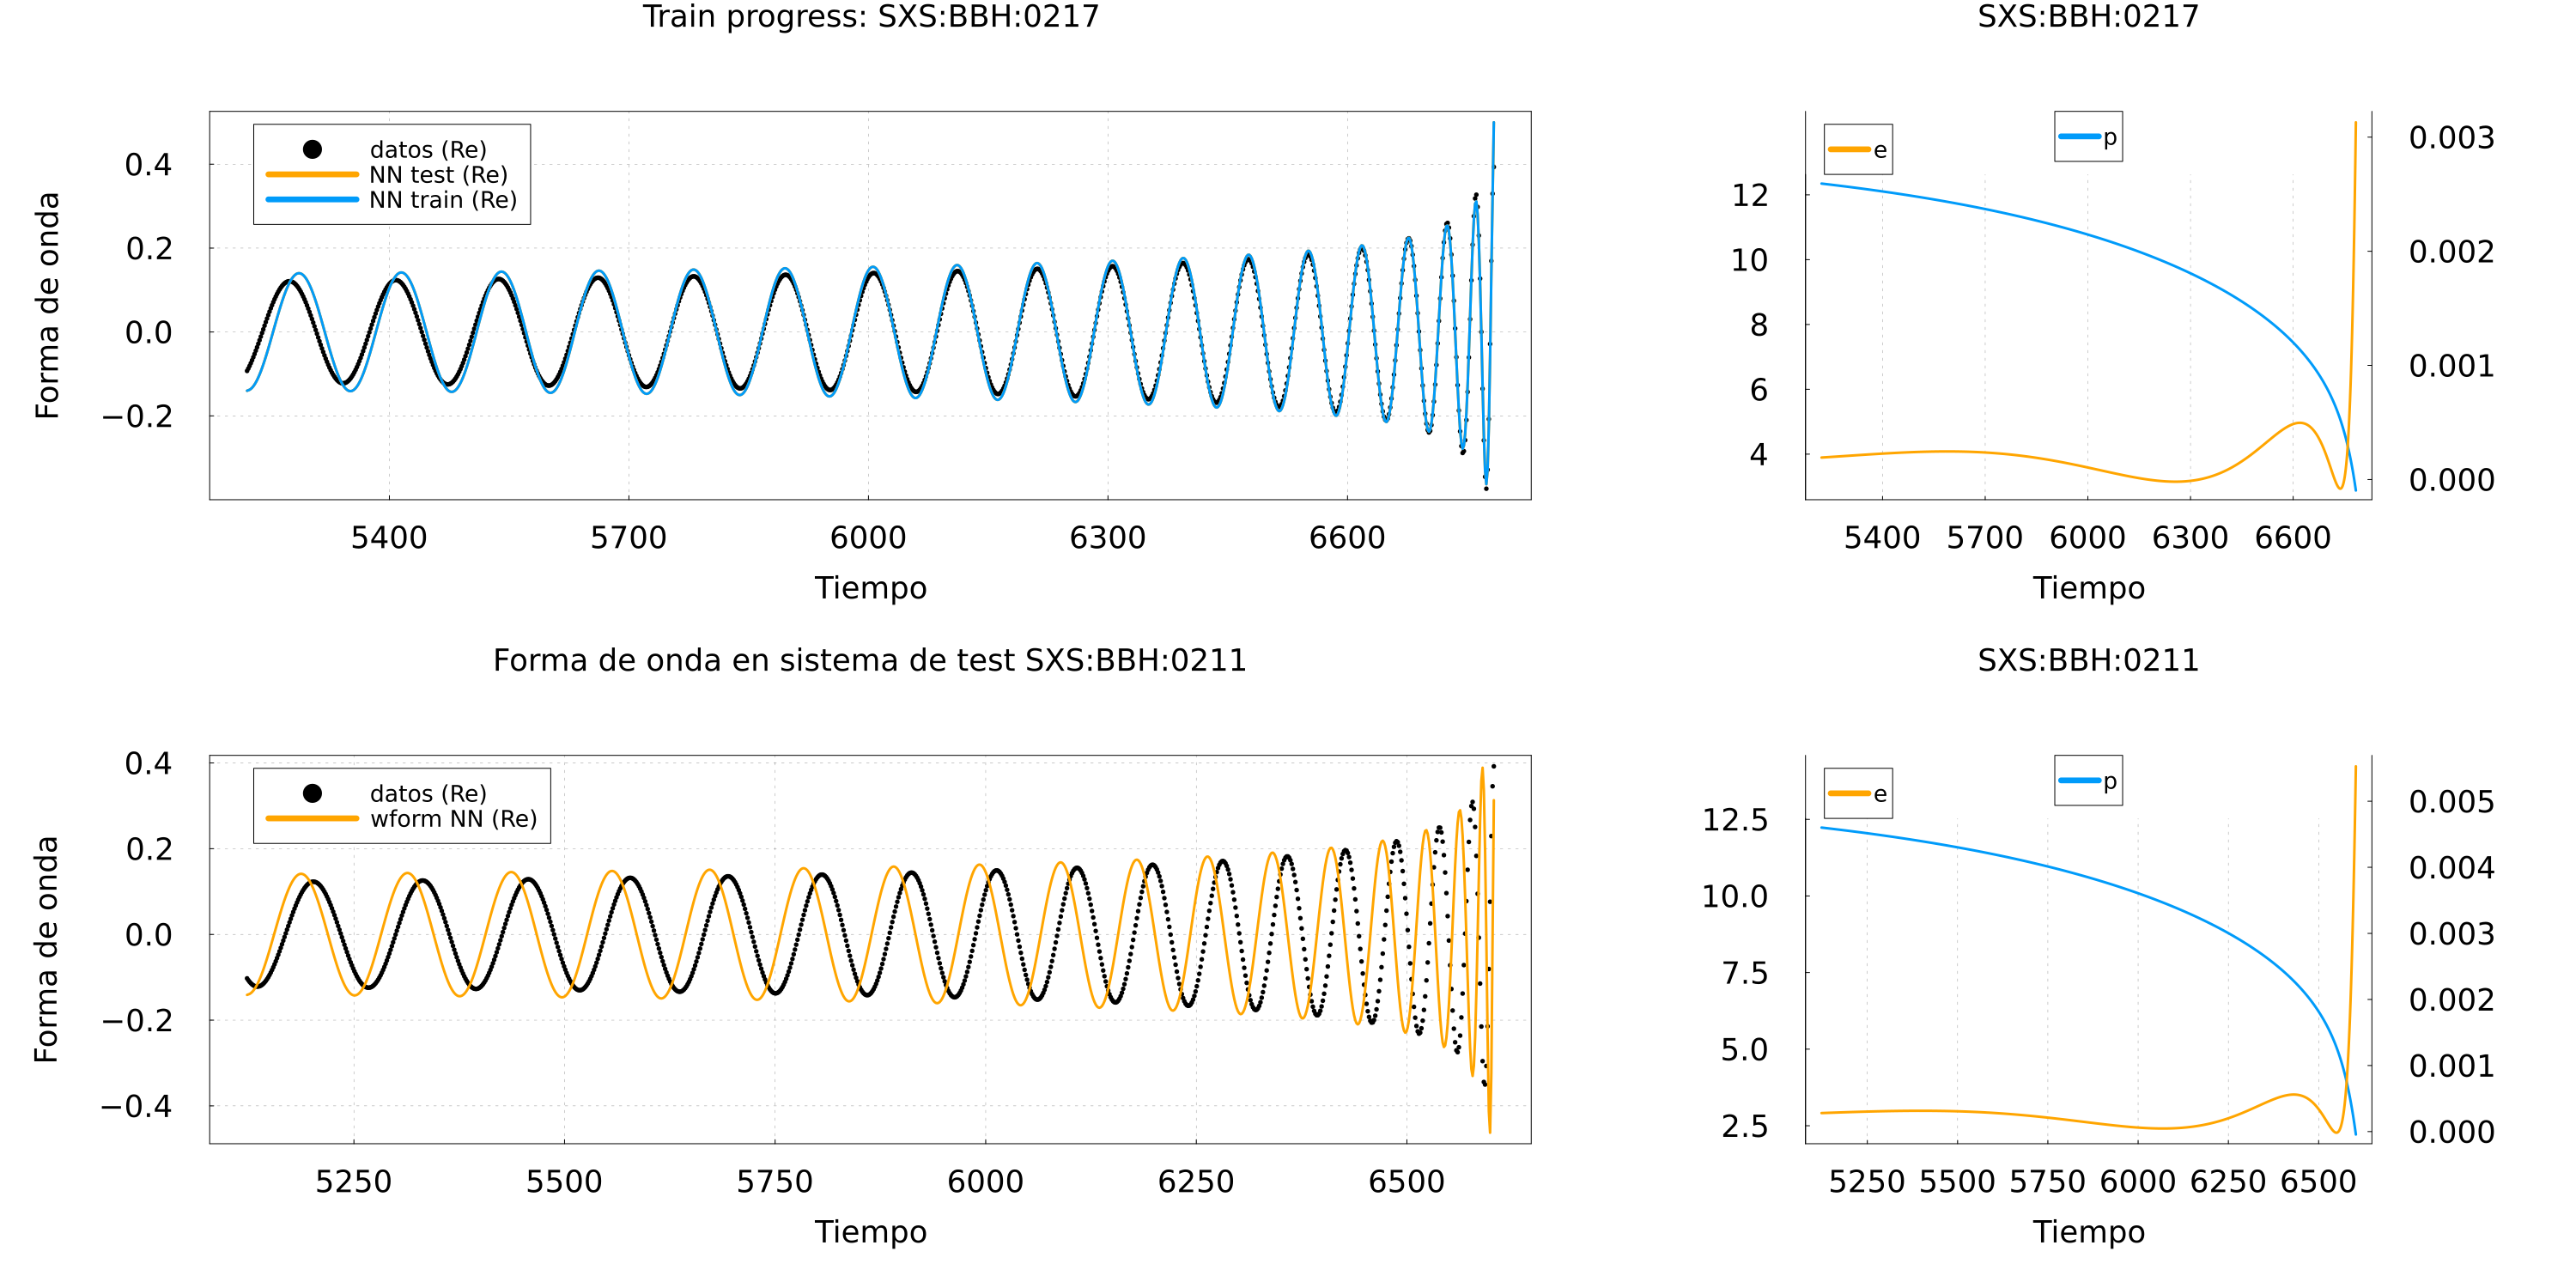 Train progress: SXS:BBH:0217
datos (Re)
NN test (Re)
NN train (Re)
Forma de onda
0.4
0.2
0.0
−0.2
5400 5700 6000 6300 6600
Tiempo
SXS:BBH:0217
e
p
12
10
8
6
4
0.003
0.002
0.001
0.000
5400 5700 6000 6300 6600
Tiempo
Forma de onda en sistema de test SXS:BBH:0211
datos (Re)
wform NN (Re)
Forma de onda
0.4
0.2
0.0
−0.2
−0.4
5250 5500 5750 6000 6250 6500
Tiempo
SXS:BBH:0211
e
p
12.5
10.0
7.5
5.0
2.5
0.005
0.004
0.003
0.002
0.001
0.000
5250 5500 5750 6000 6250 6500
Tiempo